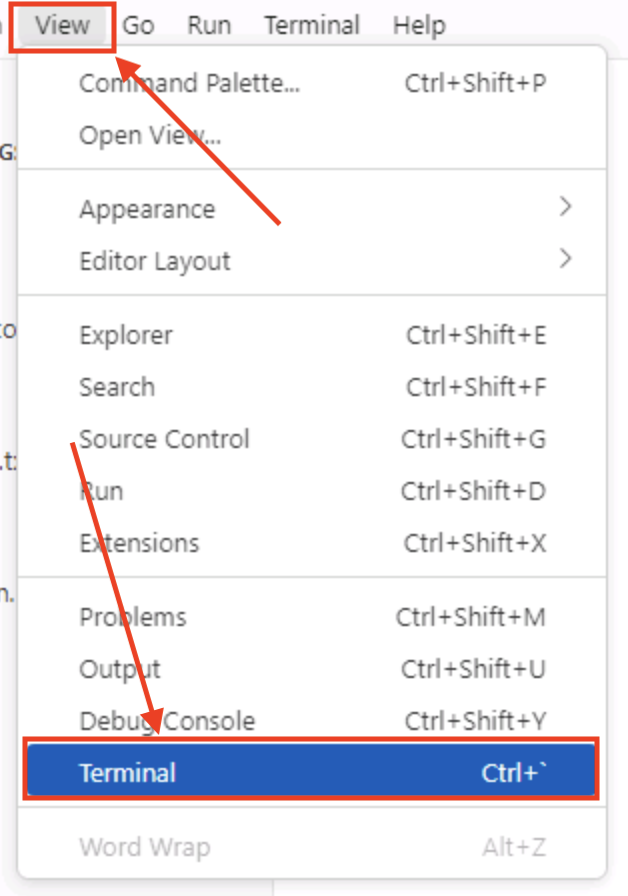 View Go Run Terminal Help
Command Palette... Ctrl+Shift+P
Open View...
Appearance
Editor Layout
Explorer Ctrl+Shift+E
Search Ctrl+Shift+F
Source Control Ctrl+Shift+G
Run Ctrl+Shift+D
Extensions Ctrl+Shift+X
Problems Ctrl+Shift+M
Output Ctrl+Shift+U
Debug Console Ctrl+Shift+Y
Terminal Ctrl+`
Word Wrap Alt+Z